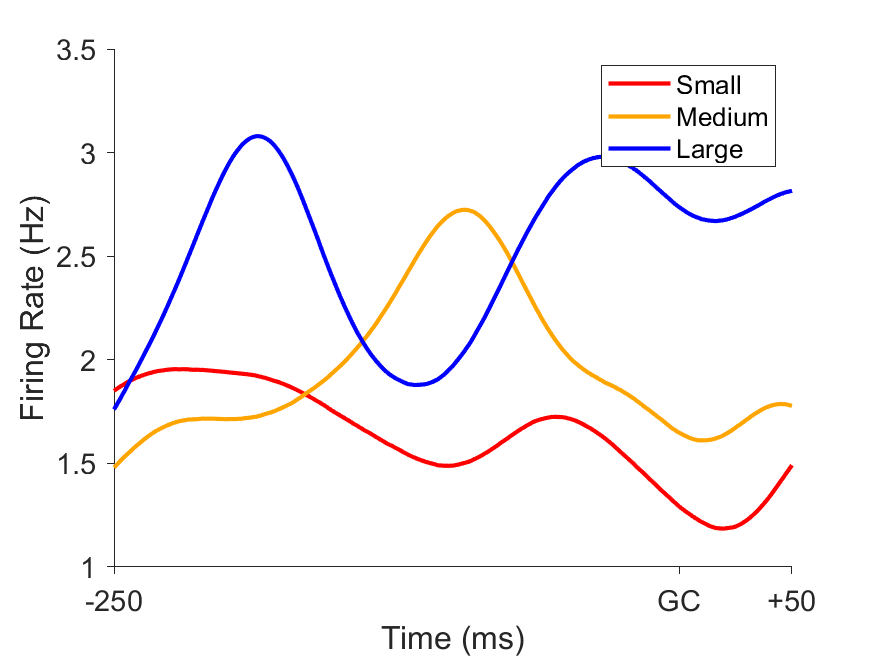 3.5
3
2.5
2
1.5
1
Firing Rate (Hz)
Small
Medium
Large
-250
GC
+50
Time (ms)